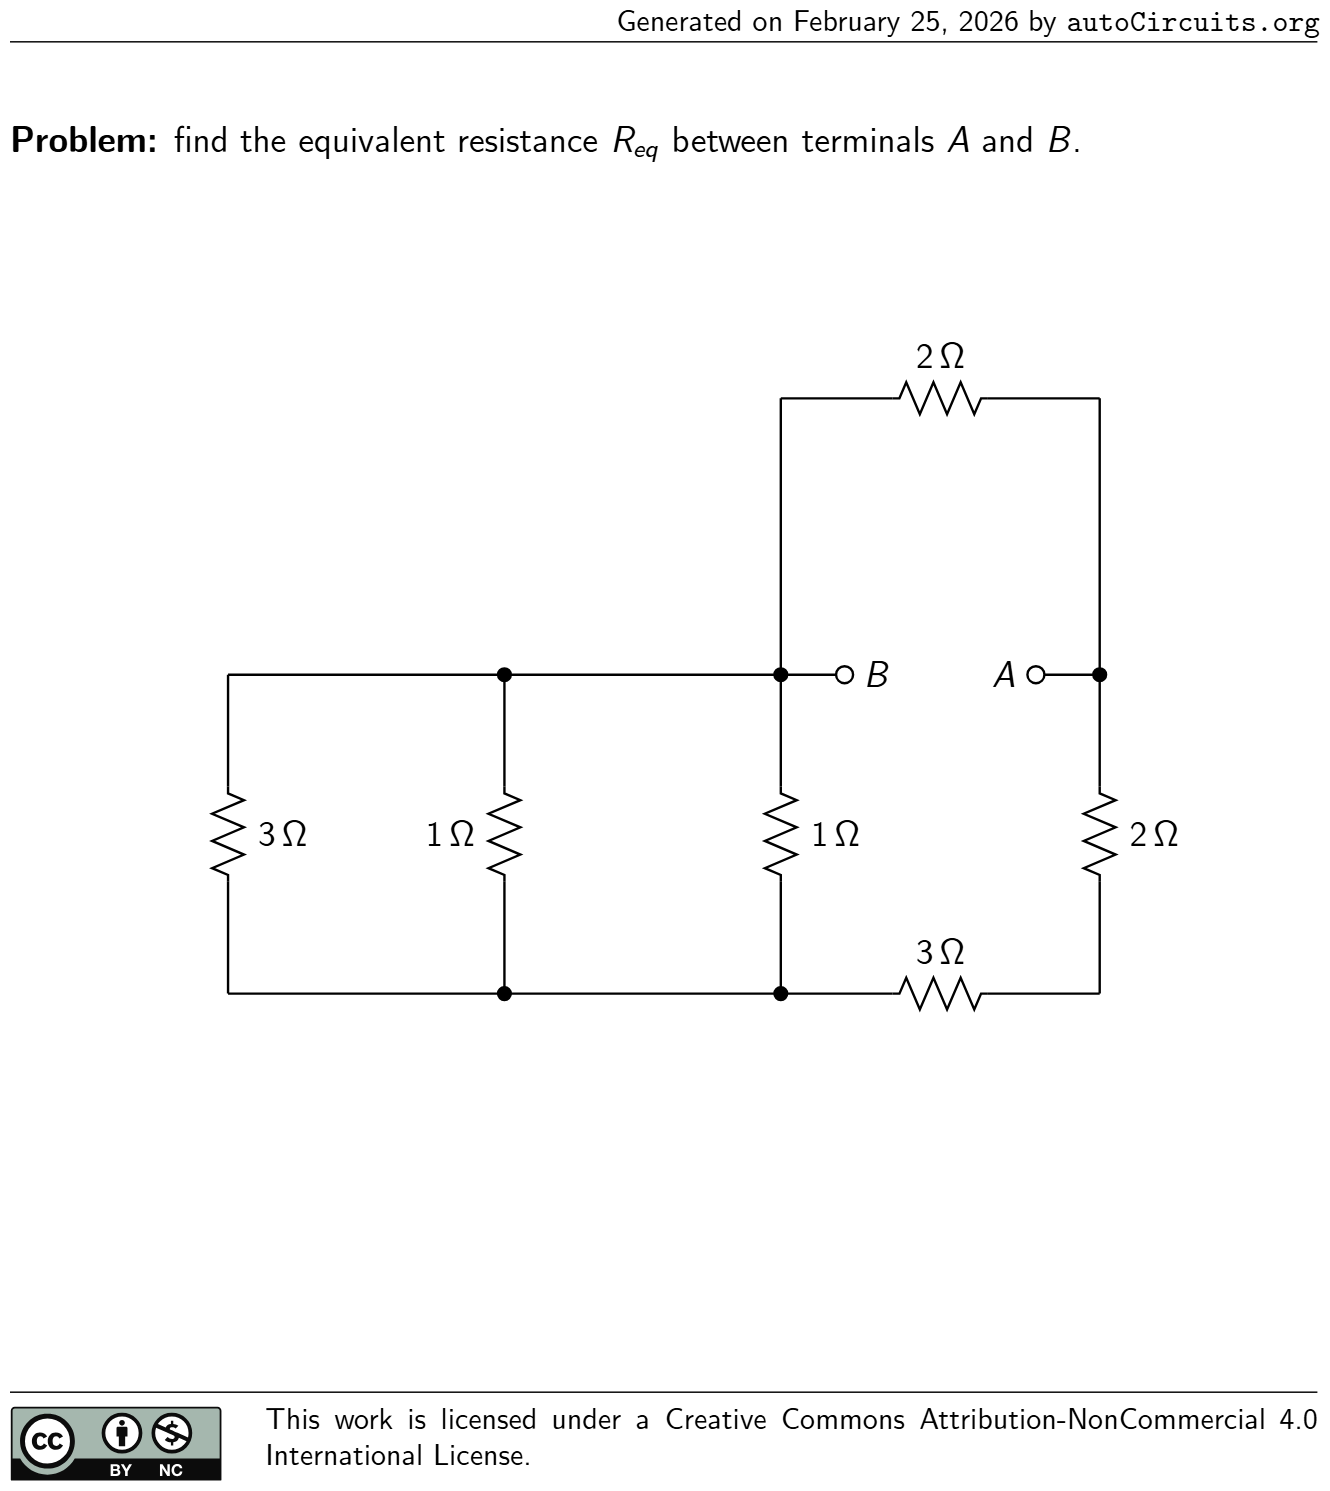 Generated on February 25, 2026 by autoCircuits.org
Problem: find the equivalent resistance R_eq between terminals A and B.
2 Ω
B
A
3 Ω
1 Ω
1 Ω
2 Ω
3 Ω
This work is licensed under a Creative Commons Attribution-NonCommercial 4.0
International License.
cc
BY NC